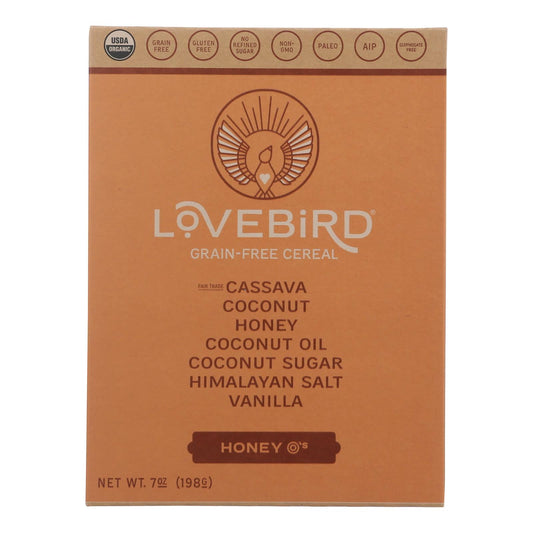 USDA
ORGANIC
GRAIN
FREE
GLUTEN
FREE
NO
REFINED
SUGAR
NON-
GMO
PALEO
AIP
GLYPHOSATE
FREE
LOVEBiRD®
GRAIN-FREE CEREAL
FAIR TRADE CASSAVA
COCONUT
HONEY
COCONUT OIL
COCONUT SUGAR
HIMALAYAN SALT
VANILLA
HONEY O's
NET WT. 7oz (198G)